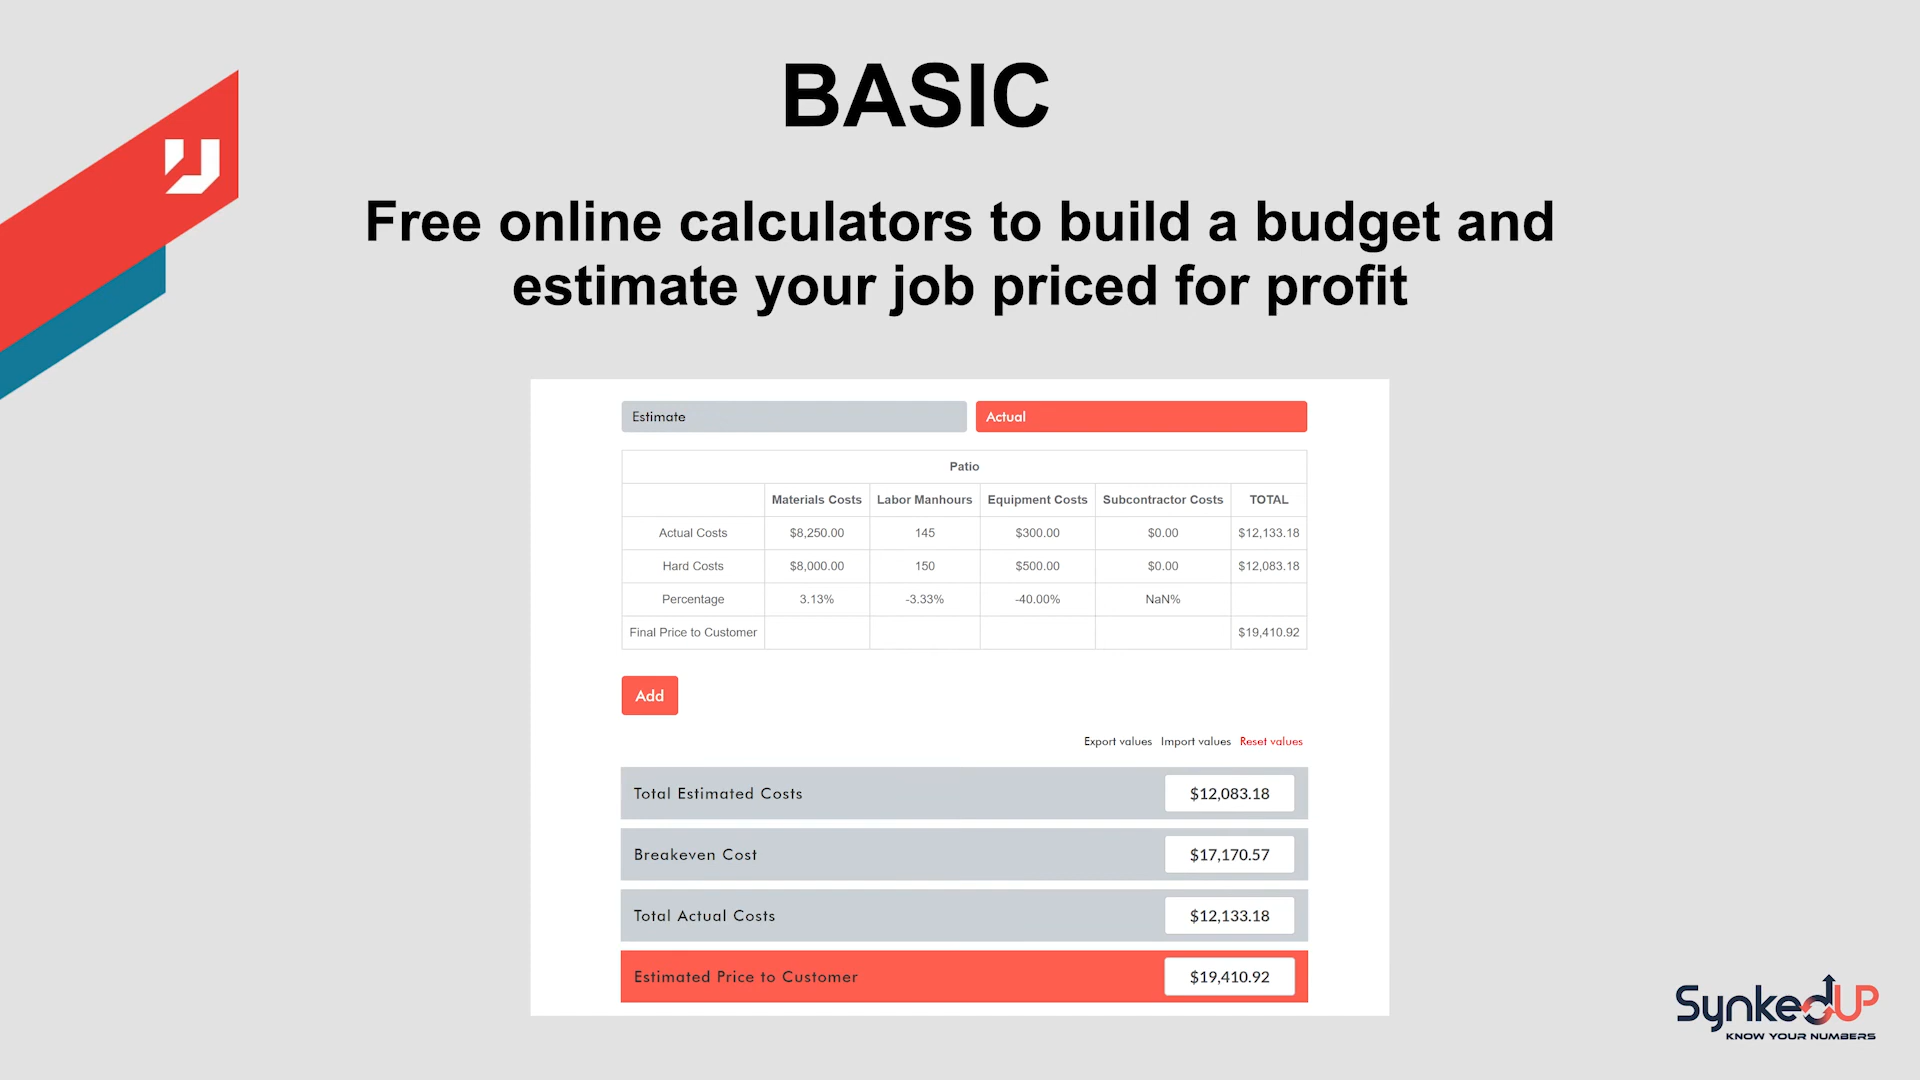 BASIC
Free online calculators to build a budget and
estimate your job priced for profit
Estimate Actual
Patio
Materials Costs Labor Manhours Equipment Costs Subcontractor Costs TOTAL
Actual Costs $8,250.00 145 $300.00 $0.00 $12,133.18
Hard Costs $8,000.00 150 $500.00 $0.00 $12,083.18
Percentage 3.13% -3.33% -40.00% NaN%
Final Price to Customer $19,410.92
Add
Export values Import values Reset values
Total Estimated Costs $12,083.18
Breakeven Cost $17,170.57
Total Actual Costs $12,133.18
Estimated Price to Customer $19,410.92
SynkedUP
KNOW YOUR NUMBERS